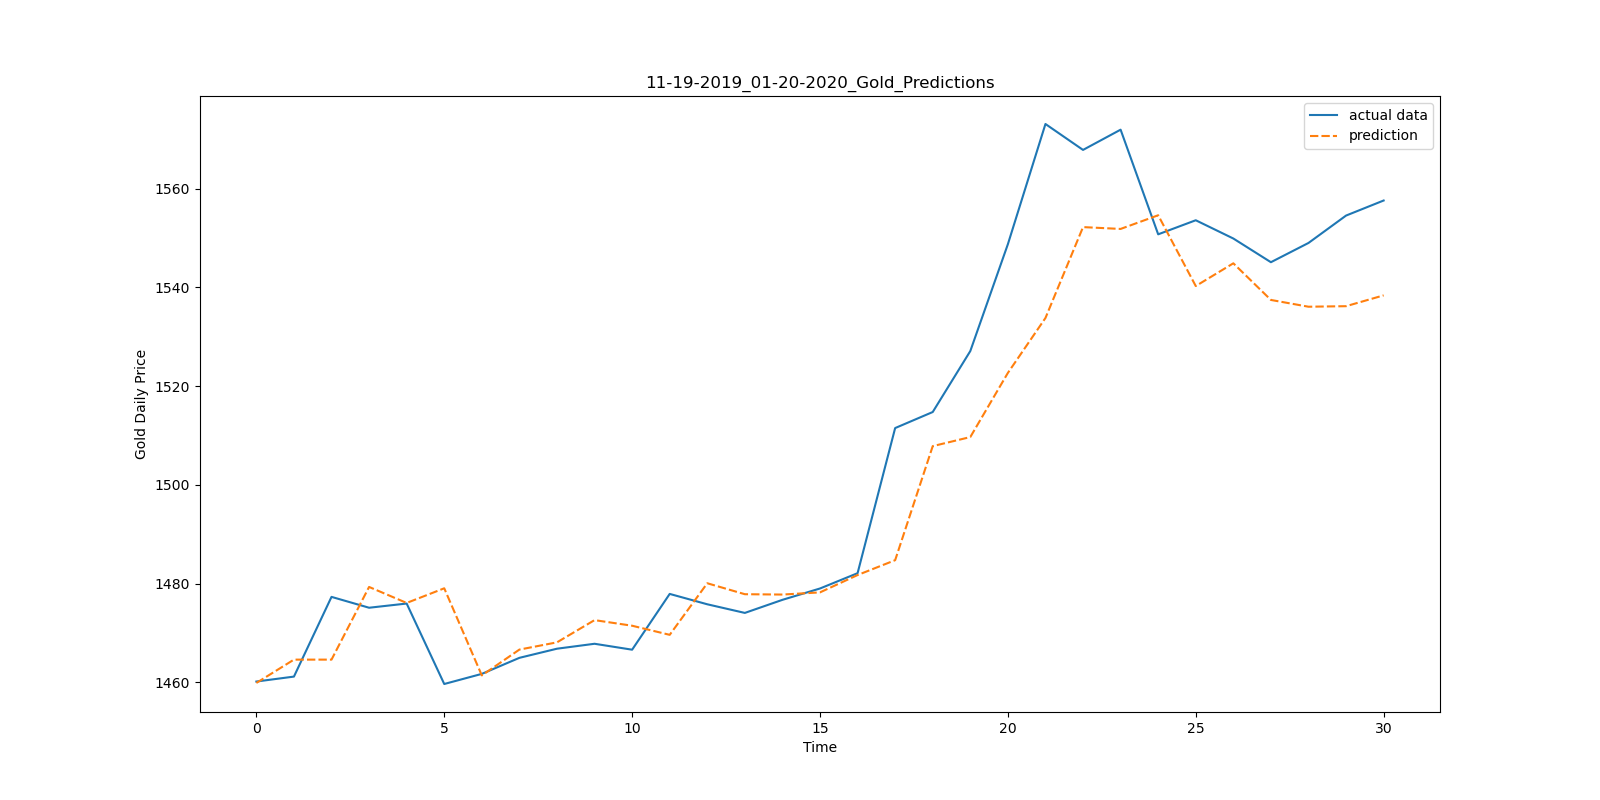 11-19-2019_01-20-2020_Gold_Predictions
actual data
prediction
Gold Daily Price
1560
1540
1520
1500
1480
1460
0 5 10 15 20 25 30
Time